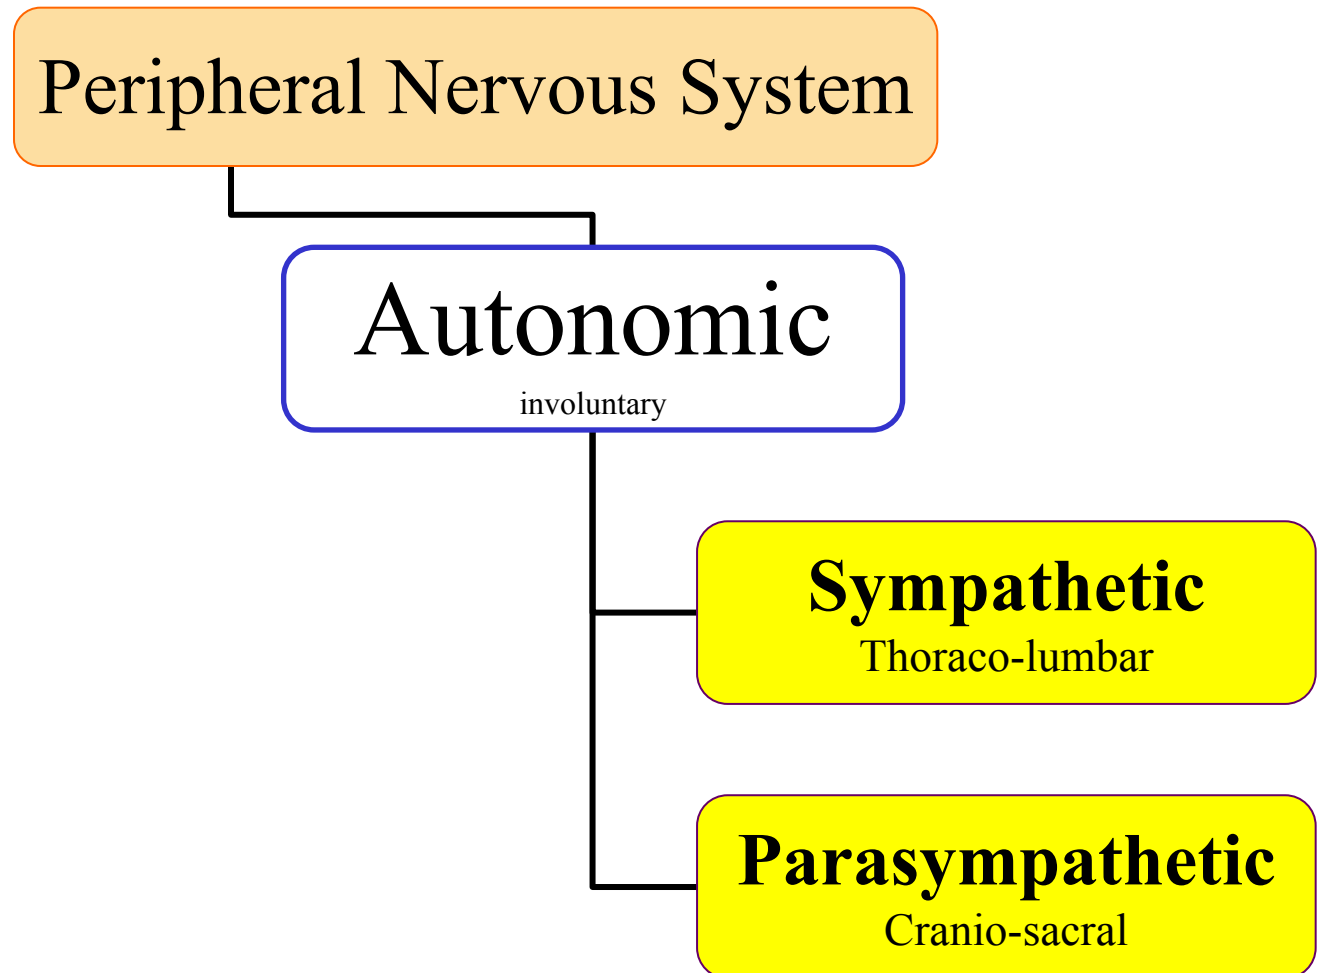 Peripheral Nervous System
Autonomic
involuntary
Sympathetic
Thoraco-lumbar
Parasympathetic
Cranio-sacral